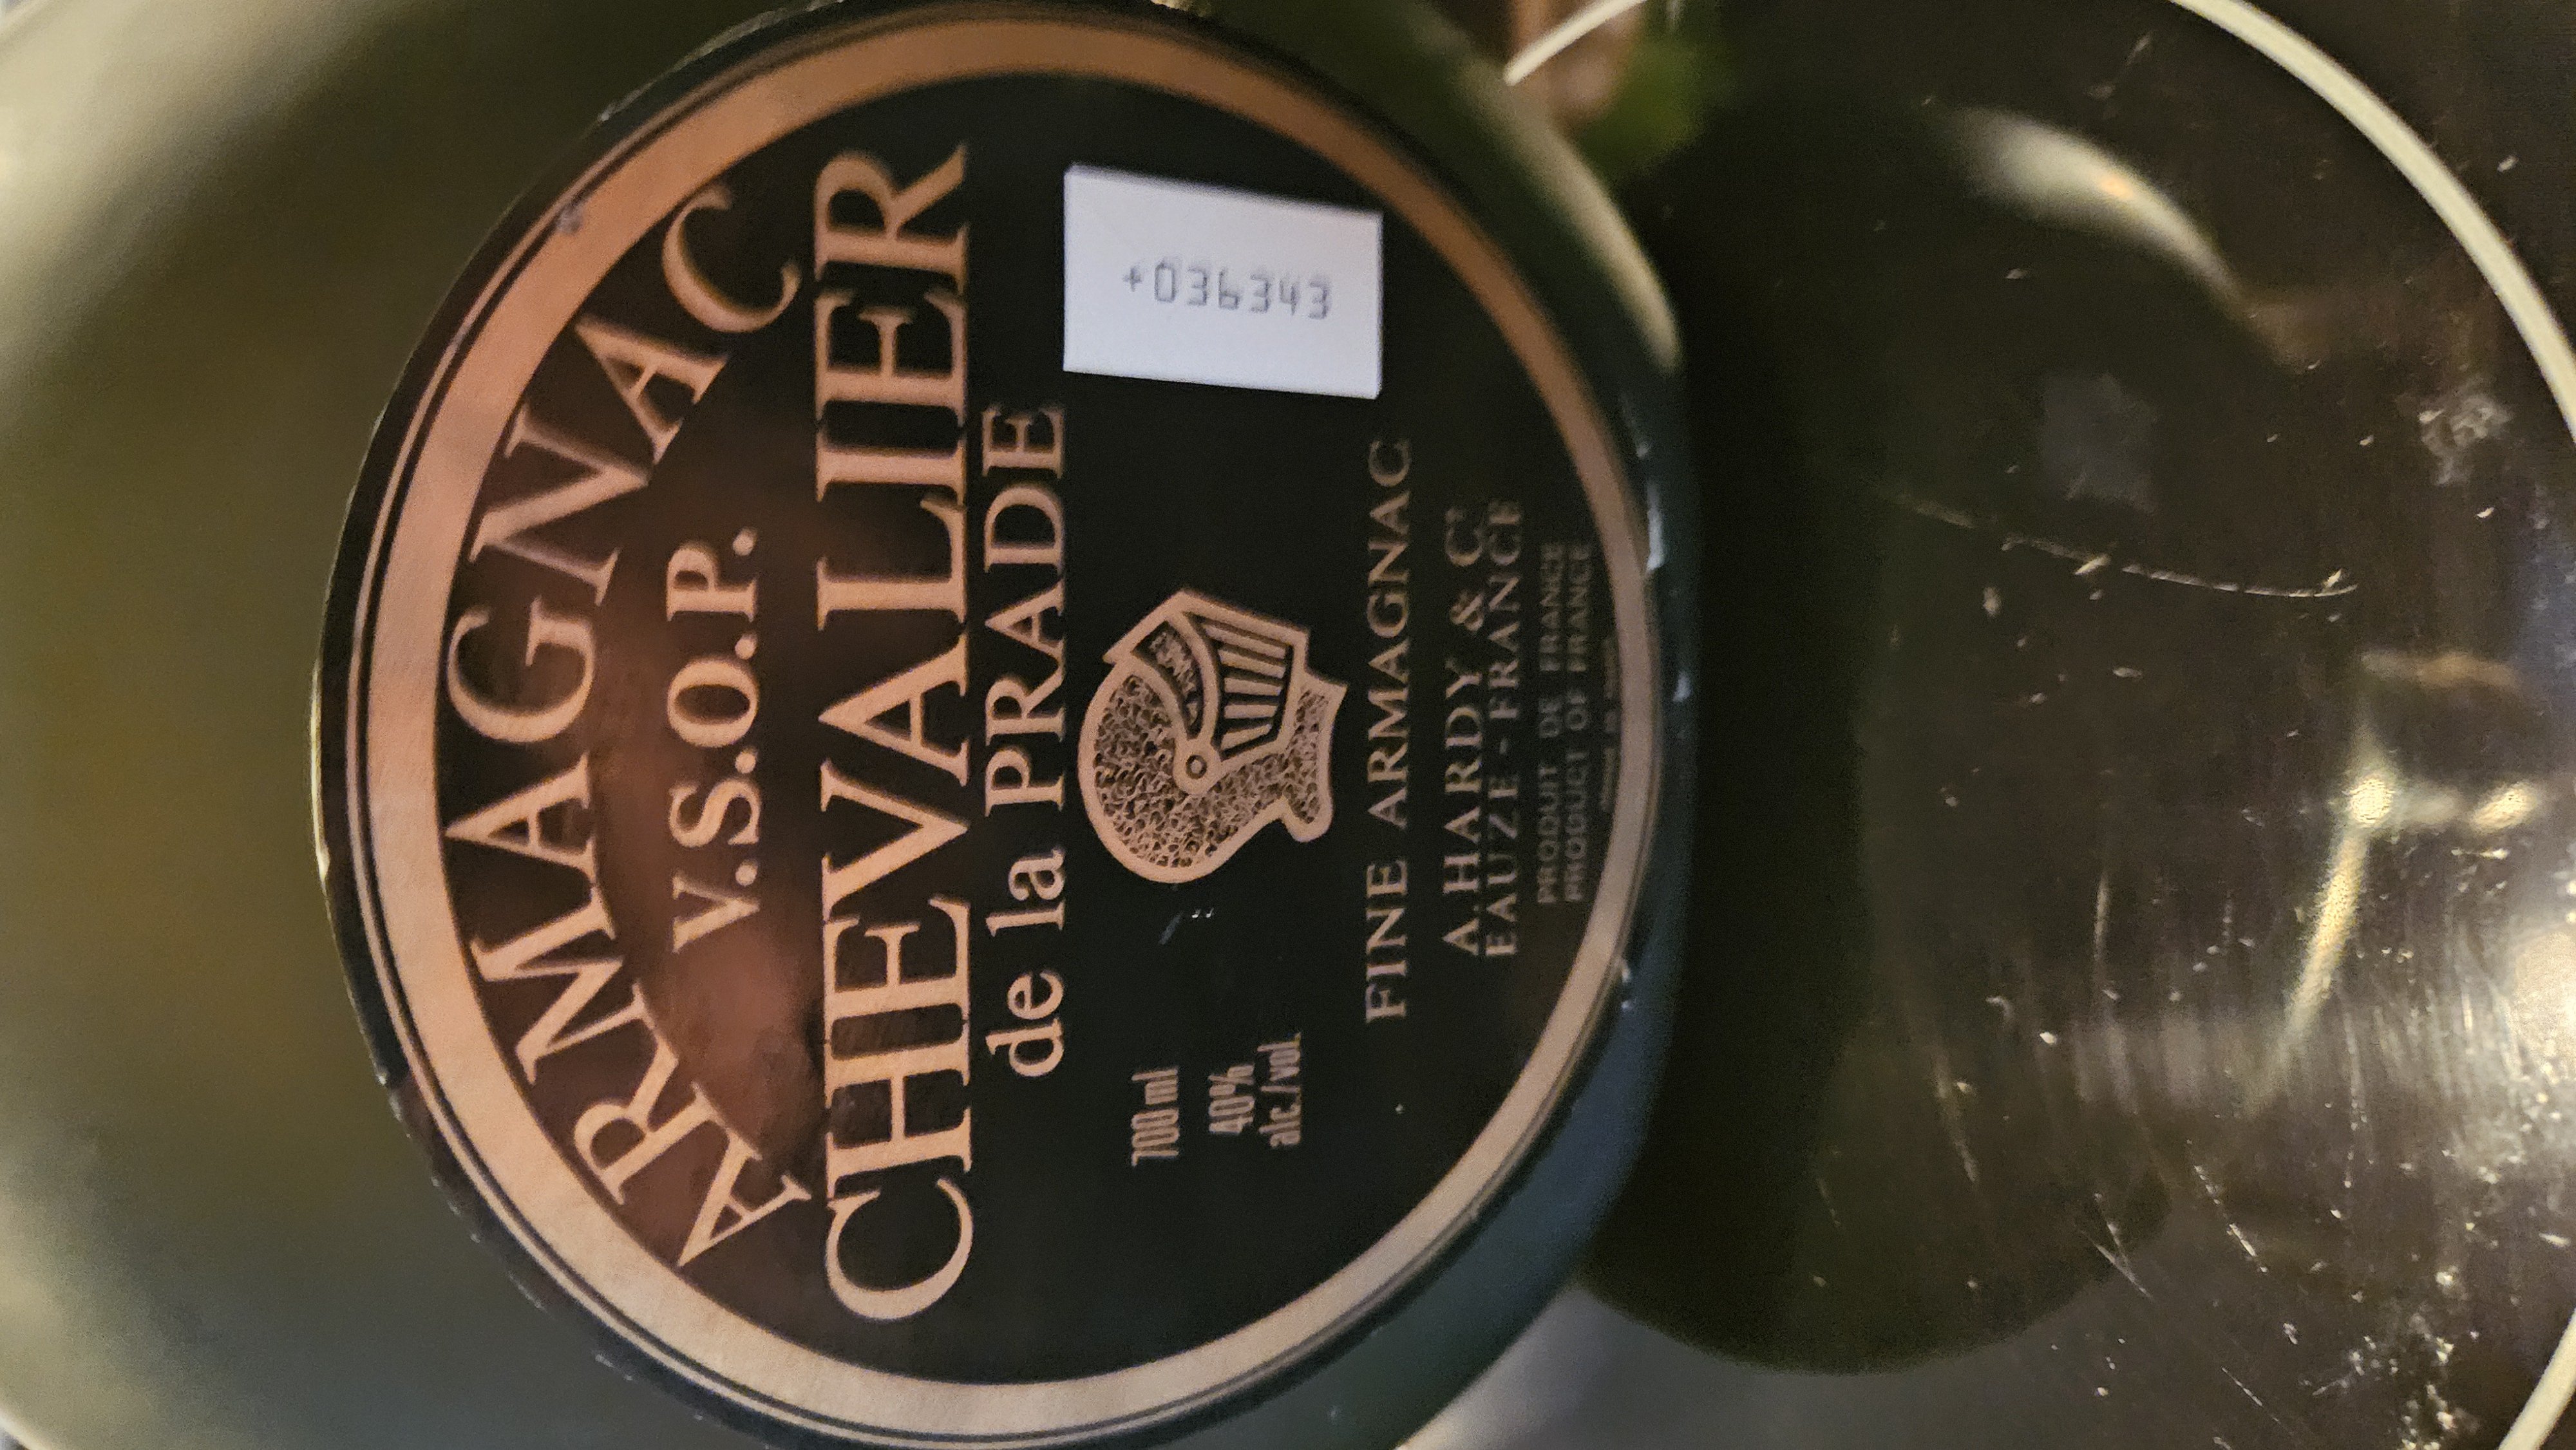 ARMAGNAC
V.S.O.P.
CHEVALIER
de la PRADE
+036343
700 ml
40%
alc./vol.
FINE ARMAGNAC
A.HARDY & Cº
EAUZE - FRANCE
PRODUIT DE FRANCE
PRODUCT OF FRANCE